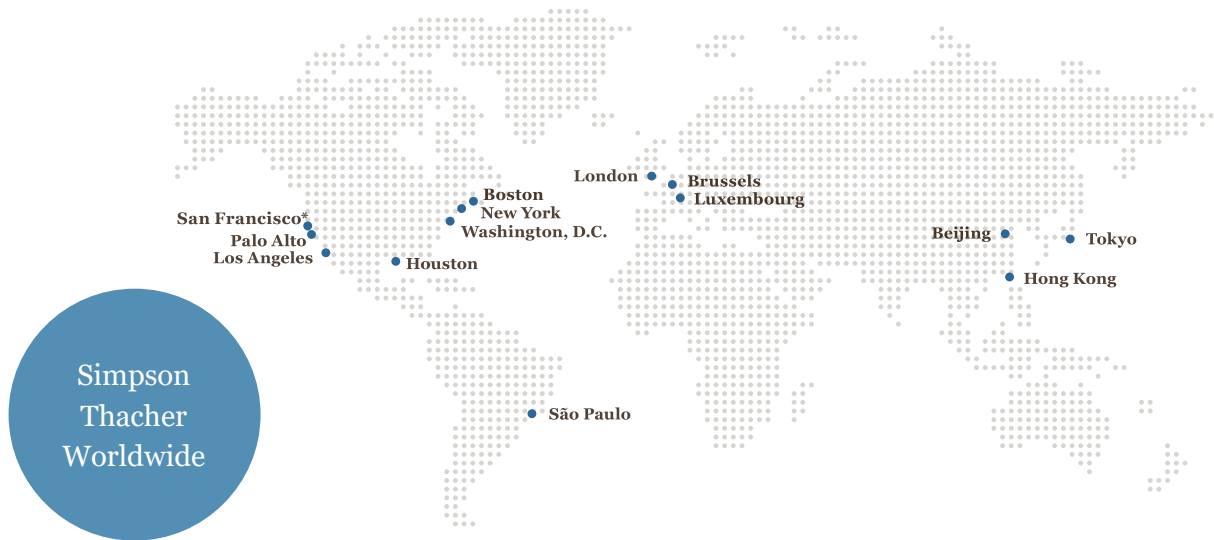 London
Brussels
Luxembourg
Boston
New York
Washington, D.C.
San Francisco*
Palo Alto
Los Angeles
Houston
Beijing
Tokyo
Hong Kong
São Paulo
Simpson
Thacher
Worldwide